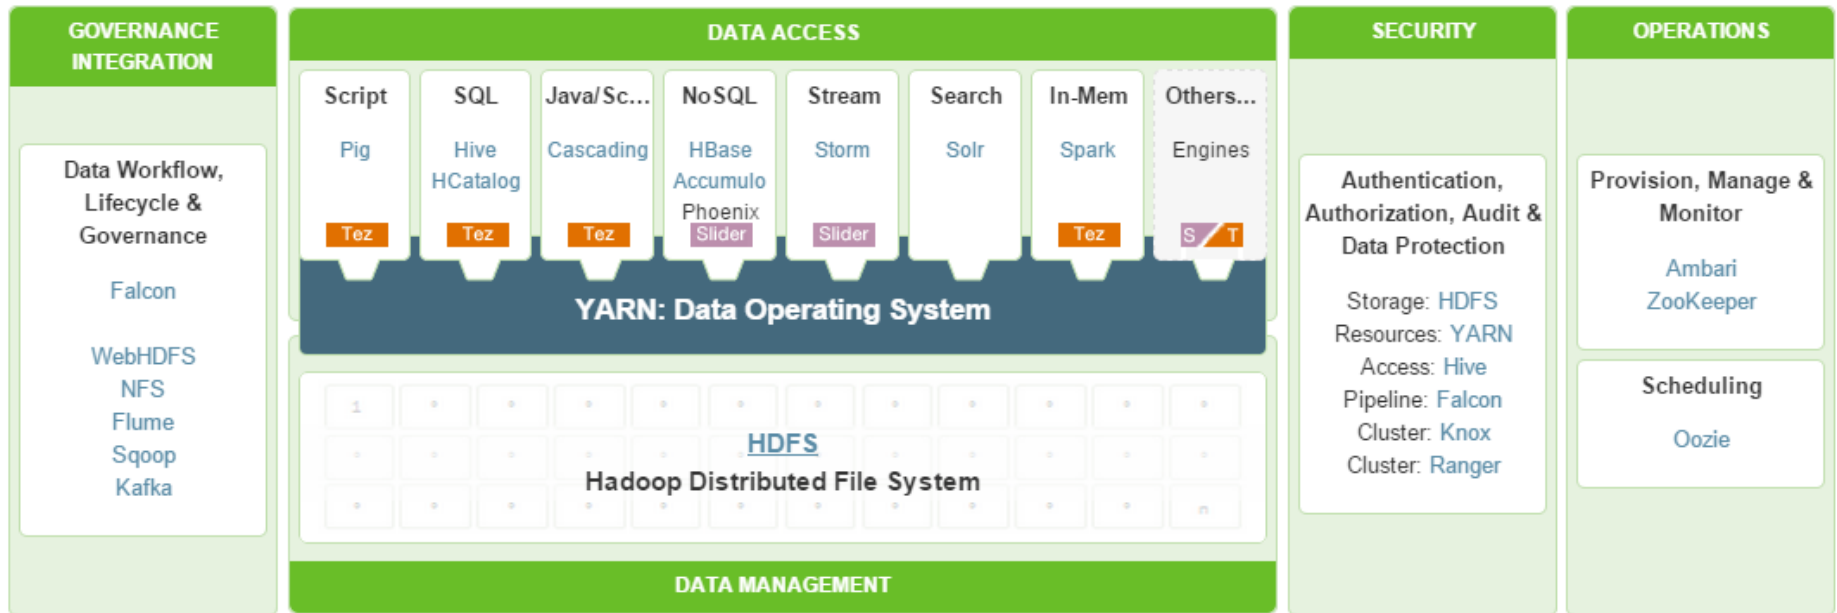 GOVERNANCE
INTEGRATION
Data Workflow,
Lifecycle &
Governance
Falcon
WebHDFS
NFS
Flume
Sqoop
Kafka
DATA ACCESS
Script
Pig
Tez
SQL
Hive
HCatalog
Tez
Java/Sc...
Cascading
Tez
NoSQL
HBase
Accumulo
Phoenix
Slider
Stream
Storm
Slider
Search
Solr
In-Mem
Spark
Tez
Others...
Engines
S T
YARN: Data Operating System
1
HDFS
Hadoop Distributed File System
n
DATA MANAGEMENT
SECURITY
Authentication,
Authorization, Audit &
Data Protection
Storage: HDFS
Resources: YARN
Access: Hive
Pipeline: Falcon
Cluster: Knox
Cluster: Ranger
OPERATIONS
Provision, Manage &
Monitor
Ambari
ZooKeeper
Scheduling
Oozie